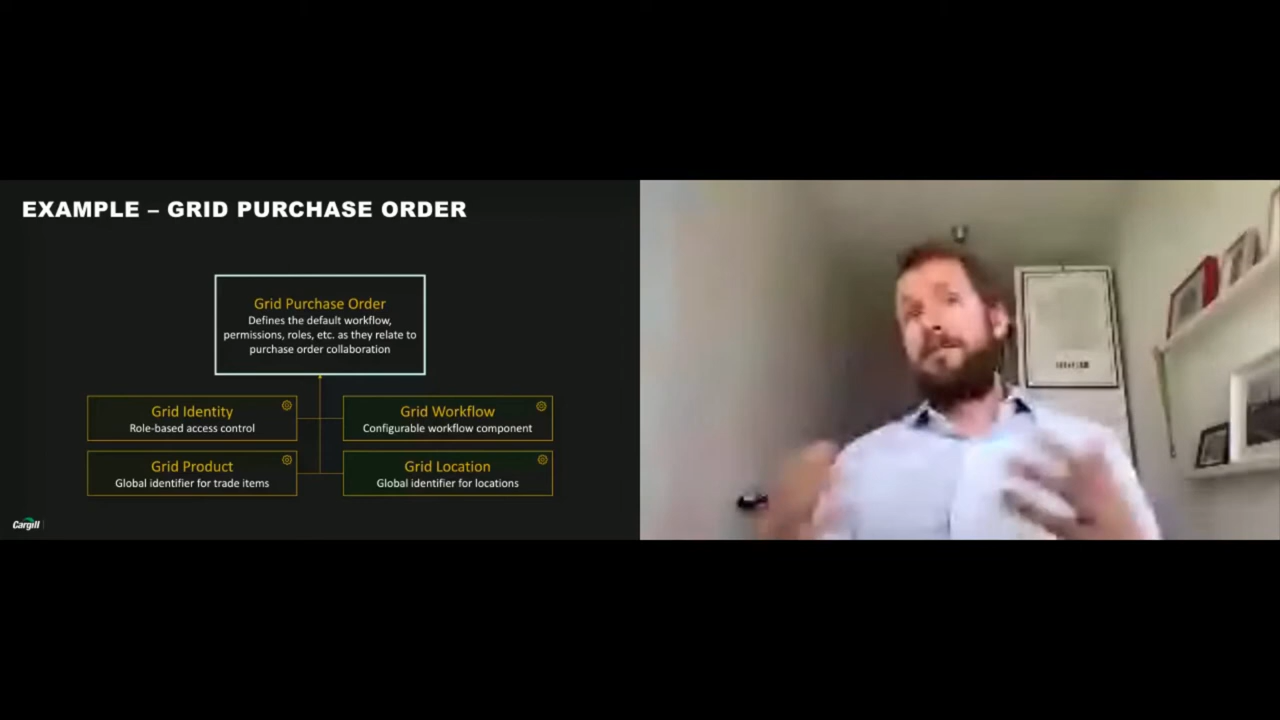 EXAMPLE – GRID PURCHASE ORDER
Grid Purchase Order
Defines the default workflow,
permissions, roles, etc. as they relate to
purchase order collaboration
Grid Identity
Role-based access control
Grid Workflow
Configurable workflow component
Grid Product
Global identifier for trade items
Grid Location
Global identifier for locations
Cargill